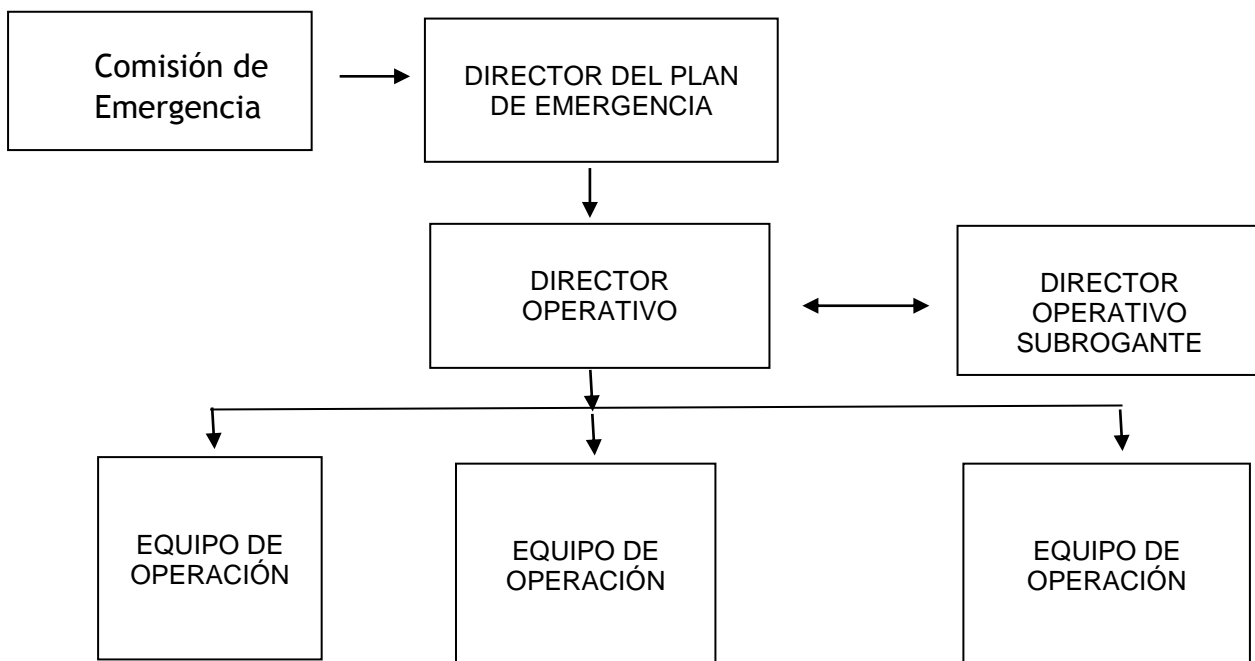 Comisión de
Emergencia
DIRECTOR DEL PLAN
DE EMERGENCIA
DIRECTOR
OPERATIVO
DIRECTOR
OPERATIVO
SUBROGANTE
EQUIPO DE
OPERACIÓN
EQUIPO DE
OPERACIÓN
EQUIPO DE
OPERACIÓN